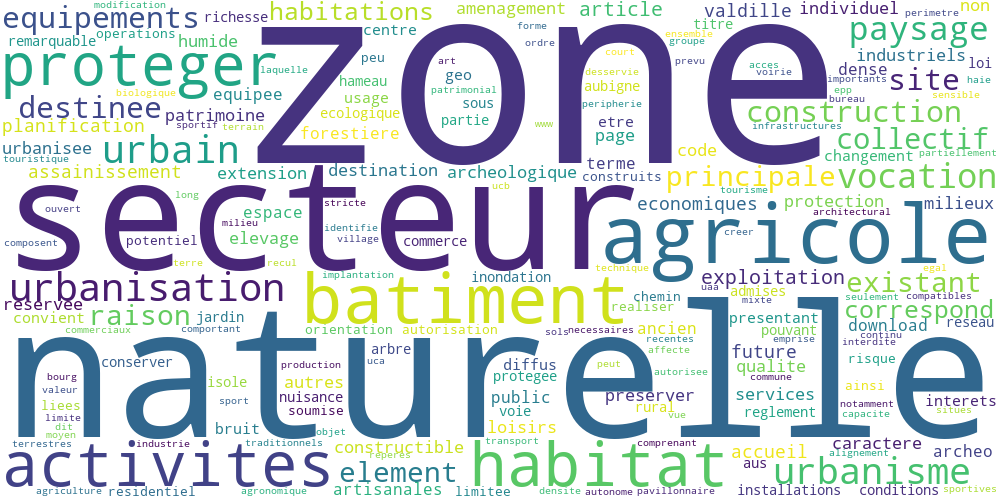 modification
equipements
richesse
habitations
amenagement
article
valdille
individuel
non
perimetre
remarquable
operations
humide
centre
forme
ordre
ensemble
groupe
titre
paysage
zone
proteger
laquelle
peu
art
court
prevu
acces
voirie
industriels
loi
hameau
geo
patrimonial
desservie
aubigne
dense
importants
site
haie
biologique
equipee
usage
sous
peripherie
epp
bureau
sensible
destinee
patrimoine
ecologique
partie
construction
planification
sportif
terrain
forestiere
www
etre
page
infrastructures
collectif
urbanisee
touristique
urbain
code
changement
partiellement
assainissement
extension
destination
archeologique
terme
construits
principale
vocation
long
ucb
tourisme
secteur
stricte
economiques
protection
milieux
ouvert
espace
milieu
architectural
agricole
composent
potentiel
elevage
identifie
village
commerce
creer
terre
recul
implantation
inondation
technique
exploitation
egal
urbanisation
batiment
chemin
uaa
admises
existant
reservee
realiser
mixte
seulement
compatibles
convient
raison
jardin
orientation
autorisation
ancien
presentant
correspond
commerciaux
comportant
sols
necessaires
recentes
emprise
pouvant
download
continu
reseau
interdite
naturelle
conserver
arbre
uca
production
diffus
peut
affecte
future
qualite
risque
bourg
valeur
isole
autres
protegee
autorisee
commune
ainsi
liees
limite
sport
nuisance
soumise
public
preserver
services
notamment
interets
dit
moyen
bruit
objet
voie
loisirs
rural
vue
reglement
capacite
situes
terrestres
industrie
traditionnels
reperes
constructible
transport
comprenant
accueil
alignement
caractere
archeo
activites
element
habitat
aus
urbanisme
agriculture
residentiel
agronomique
artisanales
limitee
densite
autonome
pavillonnaire
installations
conditions
sportives